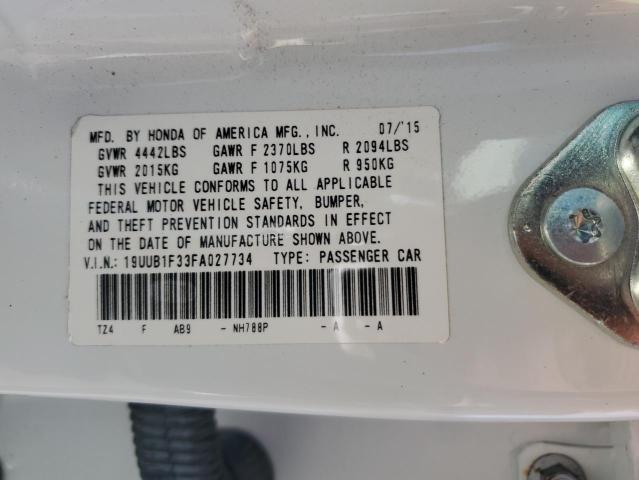 MFD. BY HONDA OF AMERICA MFG., INC. 07/'15
GVWR 4442LBS GAWR F 2370LBS R 2094LBS
GVWR 2015KG GAWR F 1075KG R 950KG
THIS VEHICLE CONFORMS TO ALL APPLICABLE
FEDERAL MOTOR VEHICLE SAFETY, BUMPER,
AND THEFT PREVENTION STANDARDS IN EFFECT
ON THE DATE OF MANUFACTURE SHOWN ABOVE.
V.I.N.: 19UUB1F33FA027734 TYPE: PASSENGER CAR
TZ4 F AB9 - NH788P - A - A